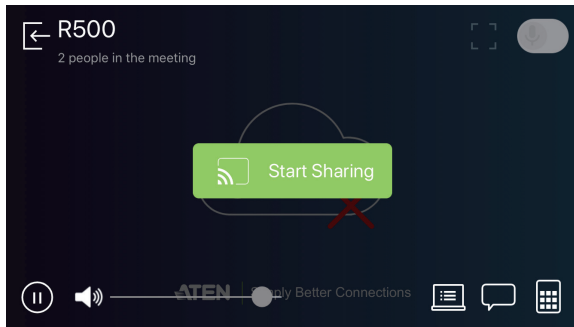 R500
2 people in the meeting
Start Sharing
ATEN Simply Better Connections